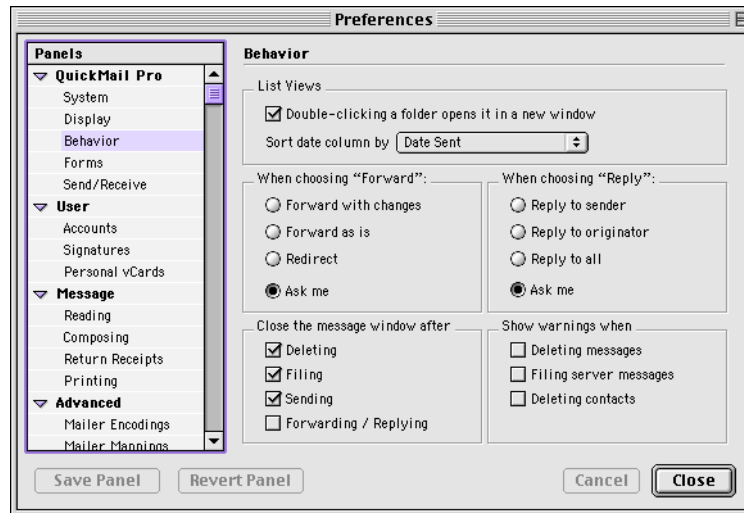 Preferences
Panels
QuickMail Pro
System
Display
Behavior
Forms
Send/Receive
User
Accounts
Signatures
Personal vCards
Message
Reading
Composing
Return Receipts
Printing
Advanced
Mailer Encodings
Mailer Mappings
Behavior
List Views
Double-clicking a folder opens it in a new window
Sort date column by Date Sent
When choosing “Forward”:
Forward with changes
Forward as is
Redirect
Ask me
When choosing “Reply”:
Reply to sender
Reply to originator
Reply to all
Ask me
Close the message window after
Deleting
Filing
Sending
Forwarding / Replying
Show warnings when
Deleting messages
Filing server messages
Deleting contacts
Save Panel
Revert Panel
Cancel
Close